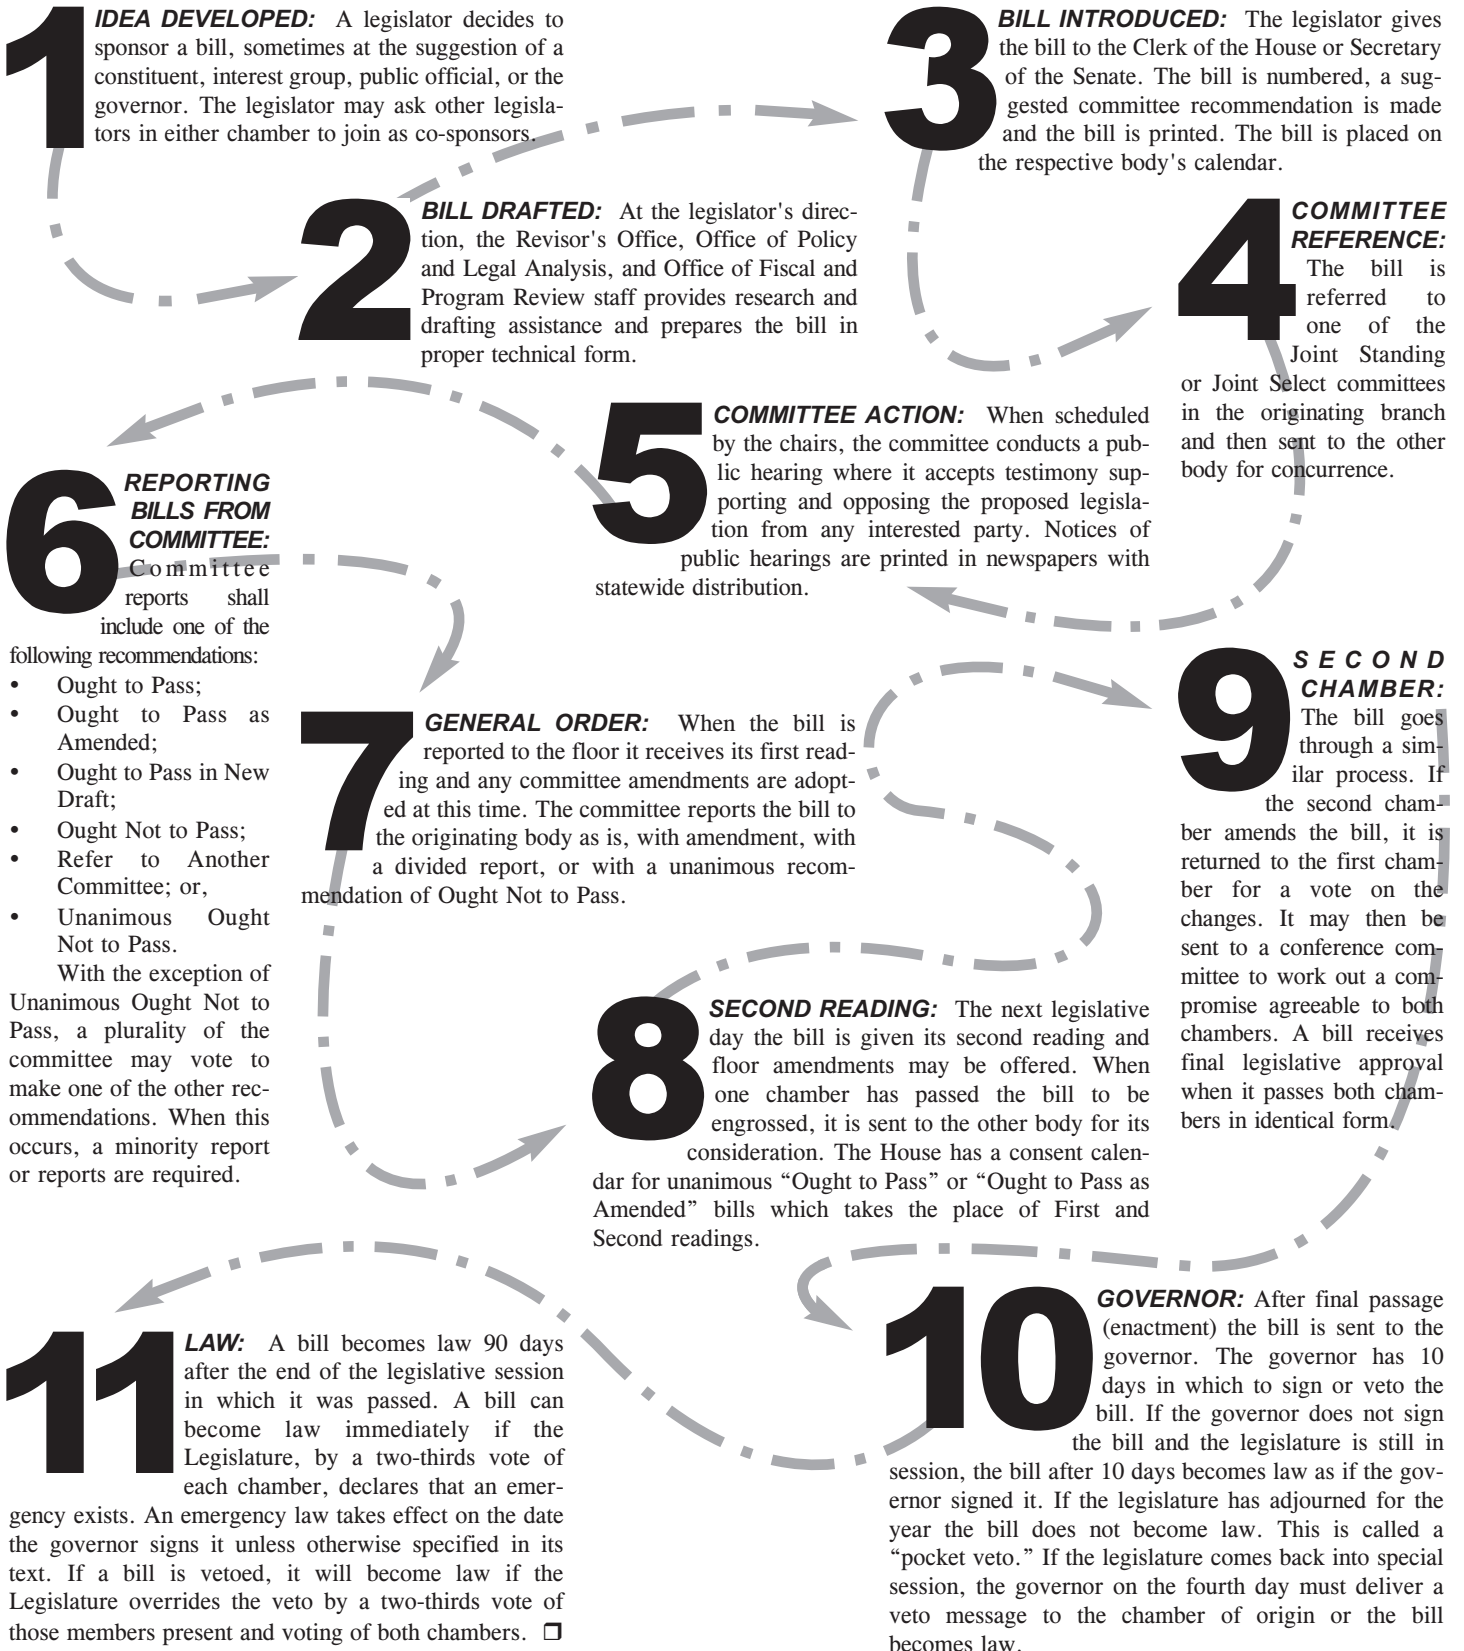 1
IDEA DEVELOPED: A legislator decides to
sponsor a bill, sometimes at the suggestion of a
constituent, interest group, public official, or the
governor. The legislator may ask other legisla-
tors in either chamber to join as co-sponsors.
2
BILL DRAFTED: At the legislator's direc-
tion, the Revisor's Office, Office of Policy
and Legal Analysis, and Office of Fiscal and
Program Review staff provides research and
drafting assistance and prepares the bill in
proper technical form.
3
BILL INTRODUCED: The legislator gives
the bill to the Clerk of the House or Secretary
of the Senate. The bill is numbered, a sug-
gested committee recommendation is made
and the bill is printed. The bill is placed on
the respective body's calendar.
4
COMMITTEE
REFERENCE:
The bill is
referred to
one of the
Joint Standing
or Joint Select committees
in the originating branch
and then sent to the other
body for concurrence.
5
COMMITTEE ACTION: When scheduled
by the chairs, the committee conducts a pub-
lic hearing where it accepts testimony sup-
porting and opposing the proposed legisla-
tion from any interested party. Notices of
public hearings are printed in newspapers with
statewide distribution.
6
REPORTING
BILLS FROM
COMMITTEE:
Committee
reports shall
include one of the
following recommendations:
• Ought to Pass;
• Ought to Pass as
Amended;
• Ought to Pass in New
Draft;
• Ought Not to Pass;
• Refer to Another
Committee; or,
• Unanimous Ought
Not to Pass.
With the exception of
Unanimous Ought Not to
Pass, a plurality of the
committee may vote to
make one of the other rec-
ommendations. When this
occurs, a minority report
or reports are required.
7
GENERAL ORDER: When the bill is
reported to the floor it receives its first read-
ing and any committee amendments are adopt-
ed at this time. The committee reports the bill to
the originating body as is, with amendment, with
a divided report, or with a unanimous recom-
mendation of Ought Not to Pass.
8
SECOND READING: The next legislative
day the bill is given its second reading and
floor amendments may be offered. When
one chamber has passed the bill to be
engrossed, it is sent to the other body for its
consideration. The House has a consent calen-
dar for unanimous “Ought to Pass” or “Ought to Pass as
Amended” bills which takes the place of First and
Second readings.
9
SECOND
CHAMBER:
The bill goes
through a sim-
ilar process. If
the second cham-
ber amends the bill, it is
returned to the first cham-
ber for a vote on the
changes. It may then be
sent to a conference com-
mittee to work out a com-
promise agreeable to both
chambers. A bill receives
final legislative approval
when it passes both cham-
bers in identical form.
10
GOVERNOR: After final passage
(enactment) the bill is sent to the
governor. The governor has 10
days in which to sign or veto the
bill. If the governor does not sign
the bill and the legislature is still in
session, the bill after 10 days becomes law as if the gov-
ernor signed it. If the legislature has adjourned for the
year the bill does not become law. This is called a
“pocket veto.” If the legislature comes back into special
session, the governor on the fourth day must deliver a
veto message to the chamber of origin or the bill
becomes law.
11
LAW: A bill becomes law 90 days
after the end of the legislative session
in which it was passed. A bill can
become law immediately if the
Legislature, by a two-thirds vote of
each chamber, declares that an emer-
gency exists. An emergency law takes effect on the date
the governor signs it unless otherwise specified in its
text. If a bill is vetoed, it will become law if the
Legislature overrides the veto by a two-thirds vote of
those members present and voting of both chambers. ❒